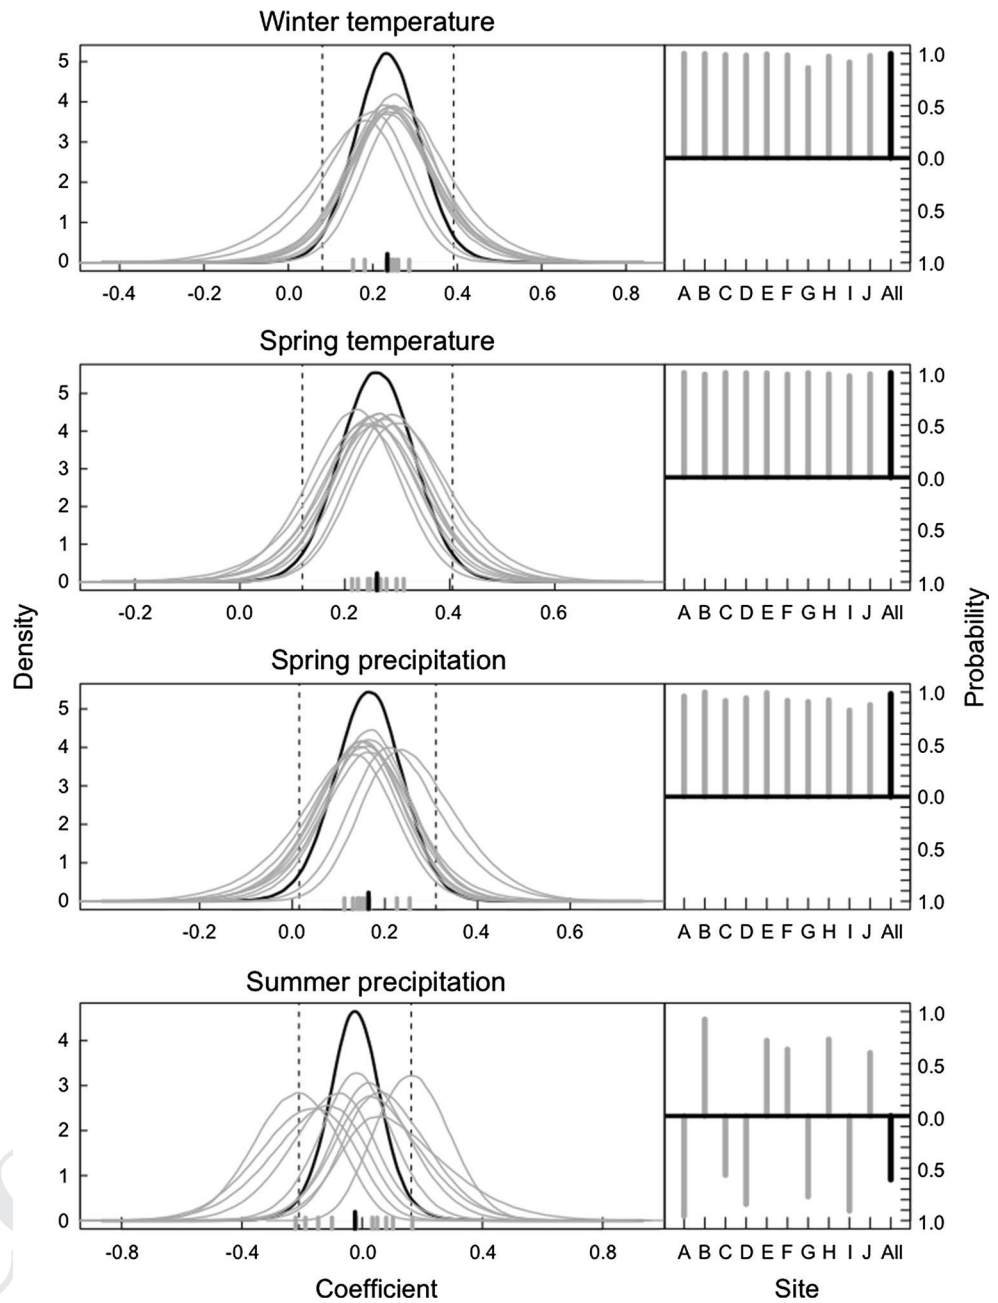 Winter temperature
5
4
3
2
1
0
-0.4 -0.2 0.0 0.2 0.4 0.6 0.8
1.0
0.5
0.0
0.5
1.0
A B C D E F G H I J All
Spring temperature
5
4
3
2
1
0
-0.2 0.0 0.2 0.4 0.6
1.0
0.5
0.0
0.5
1.0
A B C D E F G H I J All
Density
Probability
Spring precipitation
5
4
3
2
1
0
-0.2 0.0 0.2 0.4 0.6
1.0
0.5
0.0
0.5
1.0
A B C D E F G H I J All
Summer precipitation
4
3
2
1
0
-0.8 -0.4 0.0 0.4 0.8
1.0
0.5
0.0
0.5
1.0
A B C D E F G H I J All
Coefficient
Site